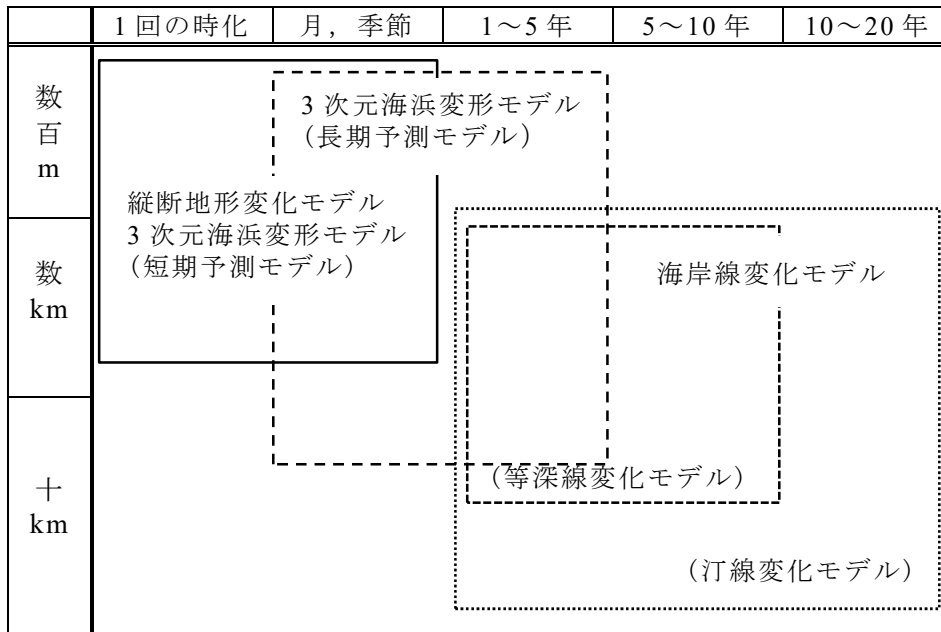 1回の時化
月，季節
1～5年
5～10年
10～20年
数
百
m
数
km
十
km
3次元海浜変形モデル
(長期予測モデル)
縦断地形変化モデル
3次元海浜変形モデル
(短期予測モデル)
海岸線変化モデル
(等深線変化モデル)
(汀線変化モデル)